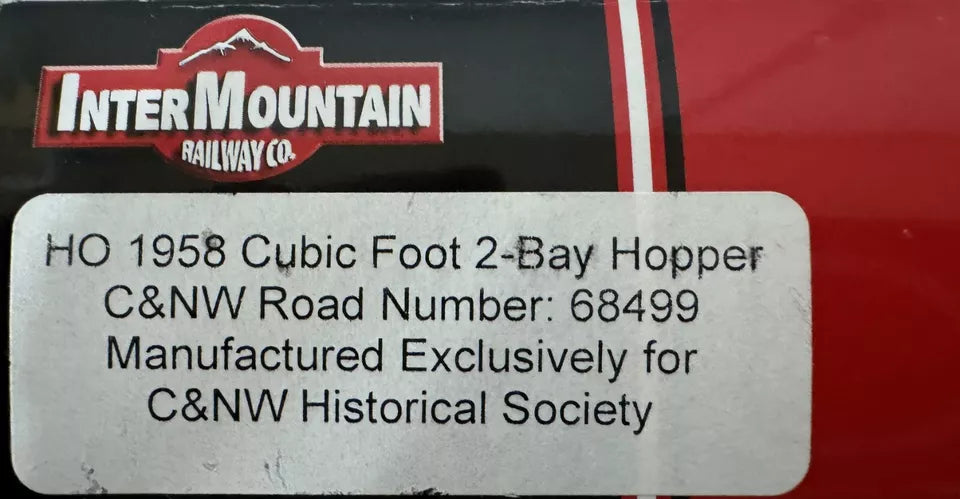 INTERMOUNTAIN
RAILWAY CO.
HO 1958 Cubic Foot 2-Bay Hopper
C&NW Road Number: 68499
Manufactured Exclusively for
C&NW Historical Society